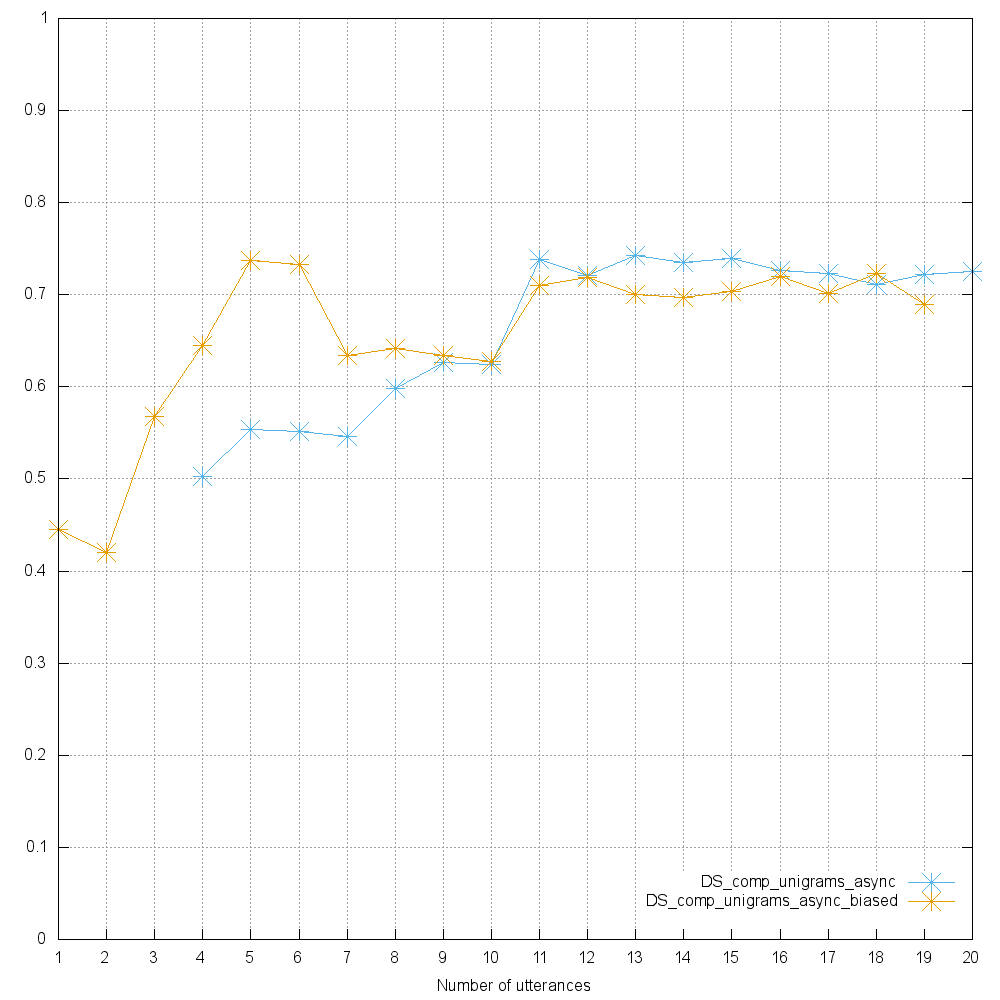 1
0.9
0.8
0.7
0.6
0.5
0.4
0.3
0.2
0.1
0
DS_comp_unigrams_async
DS_comp_unigrams_async_biased
1 2 3 4 5 6 7 8 9 10 11 12 13 14 15 16 17 18 19 20
Number of utterances